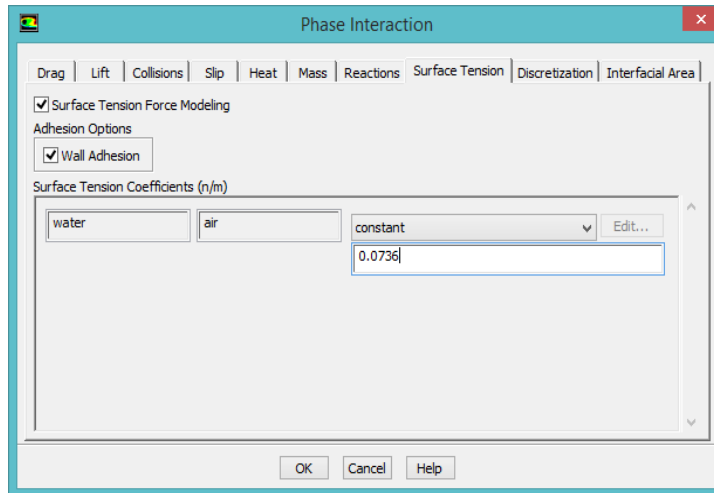 Phase Interaction
Drag Lift Collisions Slip Heat Mass Reactions Surface Tension Discretization Interfacial Area
Surface Tension Force Modeling
Adhesion Options
Wall Adhesion
Surface Tension Coefficients (n/m)
water air constant Edit...
0.0736
OK Cancel Help